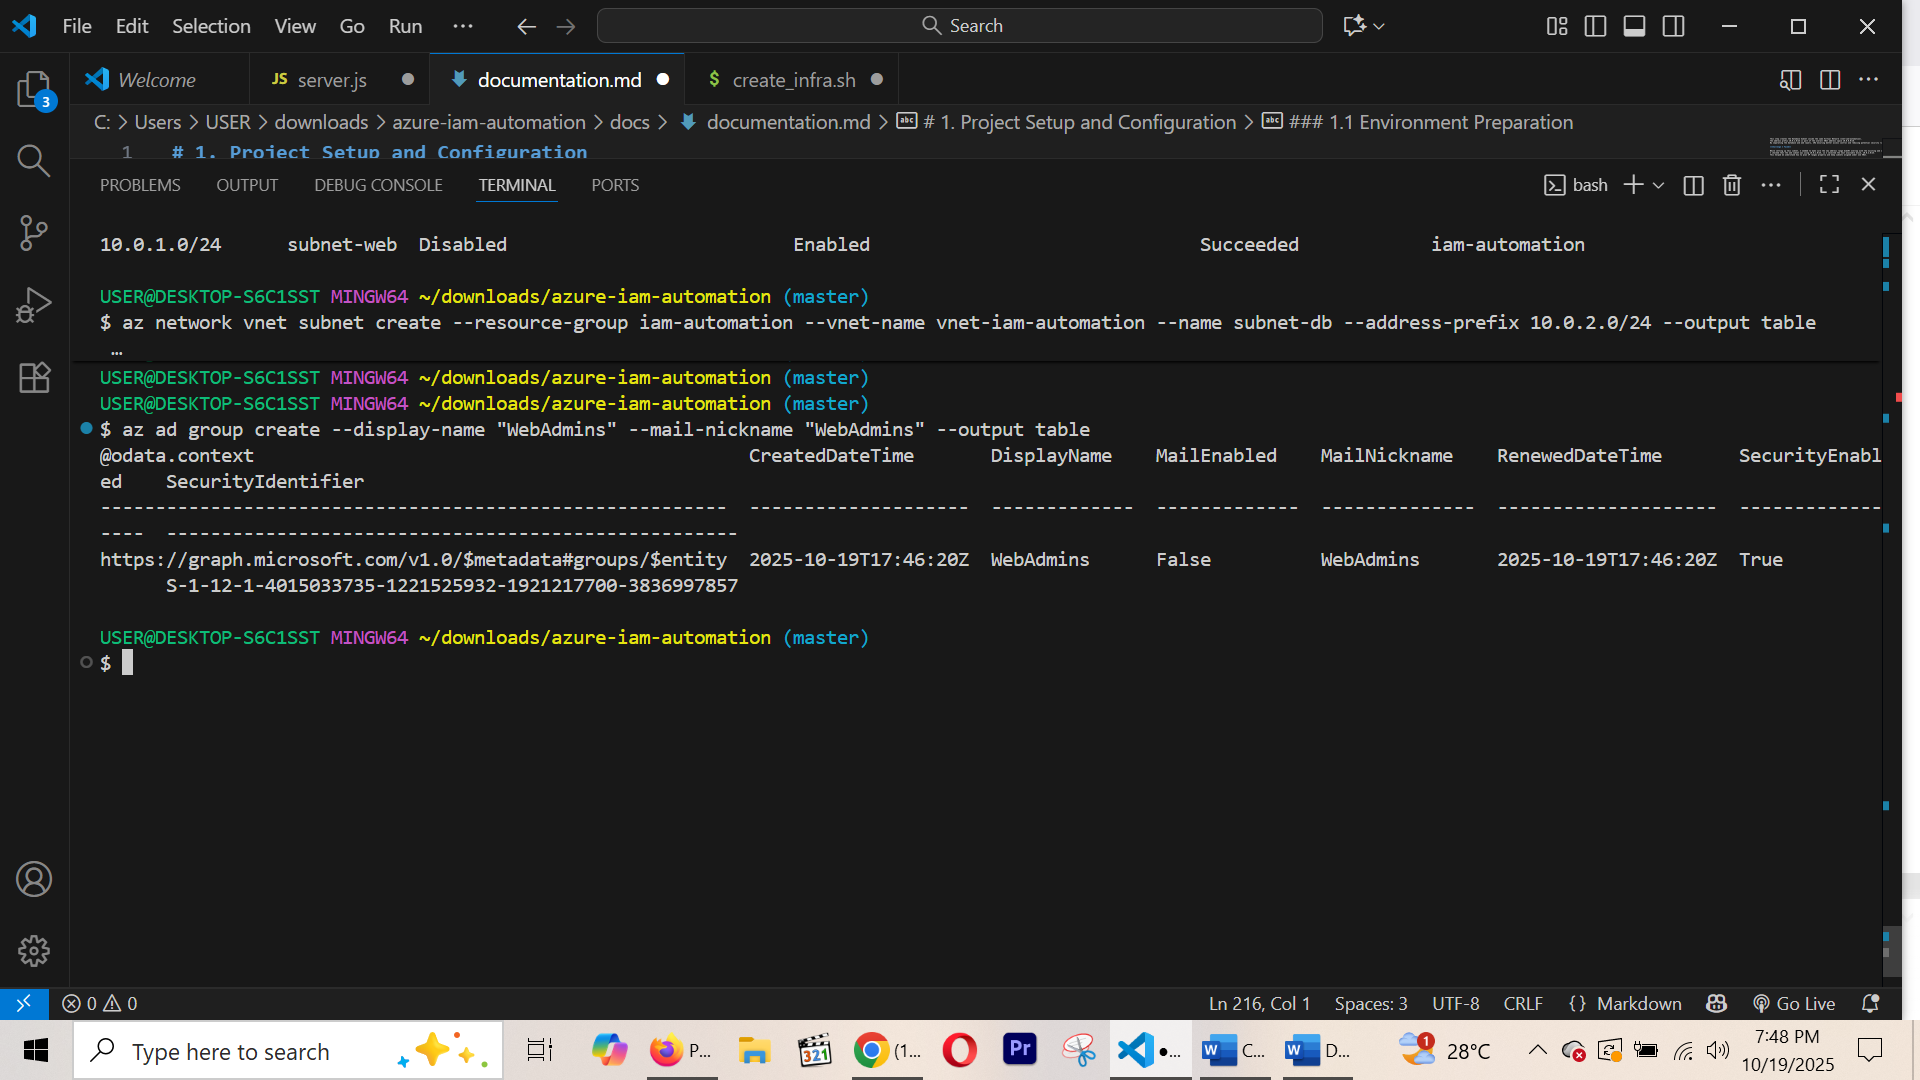 File Edit Selection View Go Run ··· Search
Welcome JS server.js documentation.md $ create_infra.sh ···
C: > Users > USER > downloads > azure-iam-automation > docs > documentation.md > # 1. Project Setup and Configuration > ### 1.1 Environment Preparation
3
1 # 1. Project Setup and Configuration
PROBLEMS OUTPUT DEBUG CONSOLE TERMINAL PORTS bash ···
10.0.1.0/24 subnet-web Disabled Enabled Succeeded iam-automation
USER@DESKTOP-S6C1SST MINGW64 ~/downloads/azure-iam-automation (master)
$ az network vnet subnet create --resource-group iam-automation --vnet-name vnet-iam-automation --name subnet-db --address-prefix 10.0.2.0/24 --output table
…
USER@DESKTOP-S6C1SST MINGW64 ~/downloads/azure-iam-automation (master)
USER@DESKTOP-S6C1SST MINGW64 ~/downloads/azure-iam-automation (master)
$ az ad group create --display-name "WebAdmins" --mail-nickname "WebAdmins" --output table
@odata.context CreatedDateTime DisplayName MailEnabled MailNickname RenewedDateTime SecurityEnabl
ed SecurityIdentifier
--------------------------------------------------------- -------------------- ------------- ------------- -------------- -------------------- -------------
---- ----------------------------------------------------
https://graph.microsoft.com/v1.0/$metadata#groups/$entity 2025-10-19T17:46:20Z WebAdmins False WebAdmins 2025-10-19T17:46:20Z True
S-1-12-1-4015033735-1221525932-1921217700-3836997857
USER@DESKTOP-S6C1SST MINGW64 ~/downloads/azure-iam-automation (master)
$
0 0 Ln 216, Col 1 Spaces: 3 UTF-8 CRLF {} Markdown Go Live
Type here to search 321 P... (1... Pr ●... C... D... 1 28°C 7:48 PM
10/19/2025